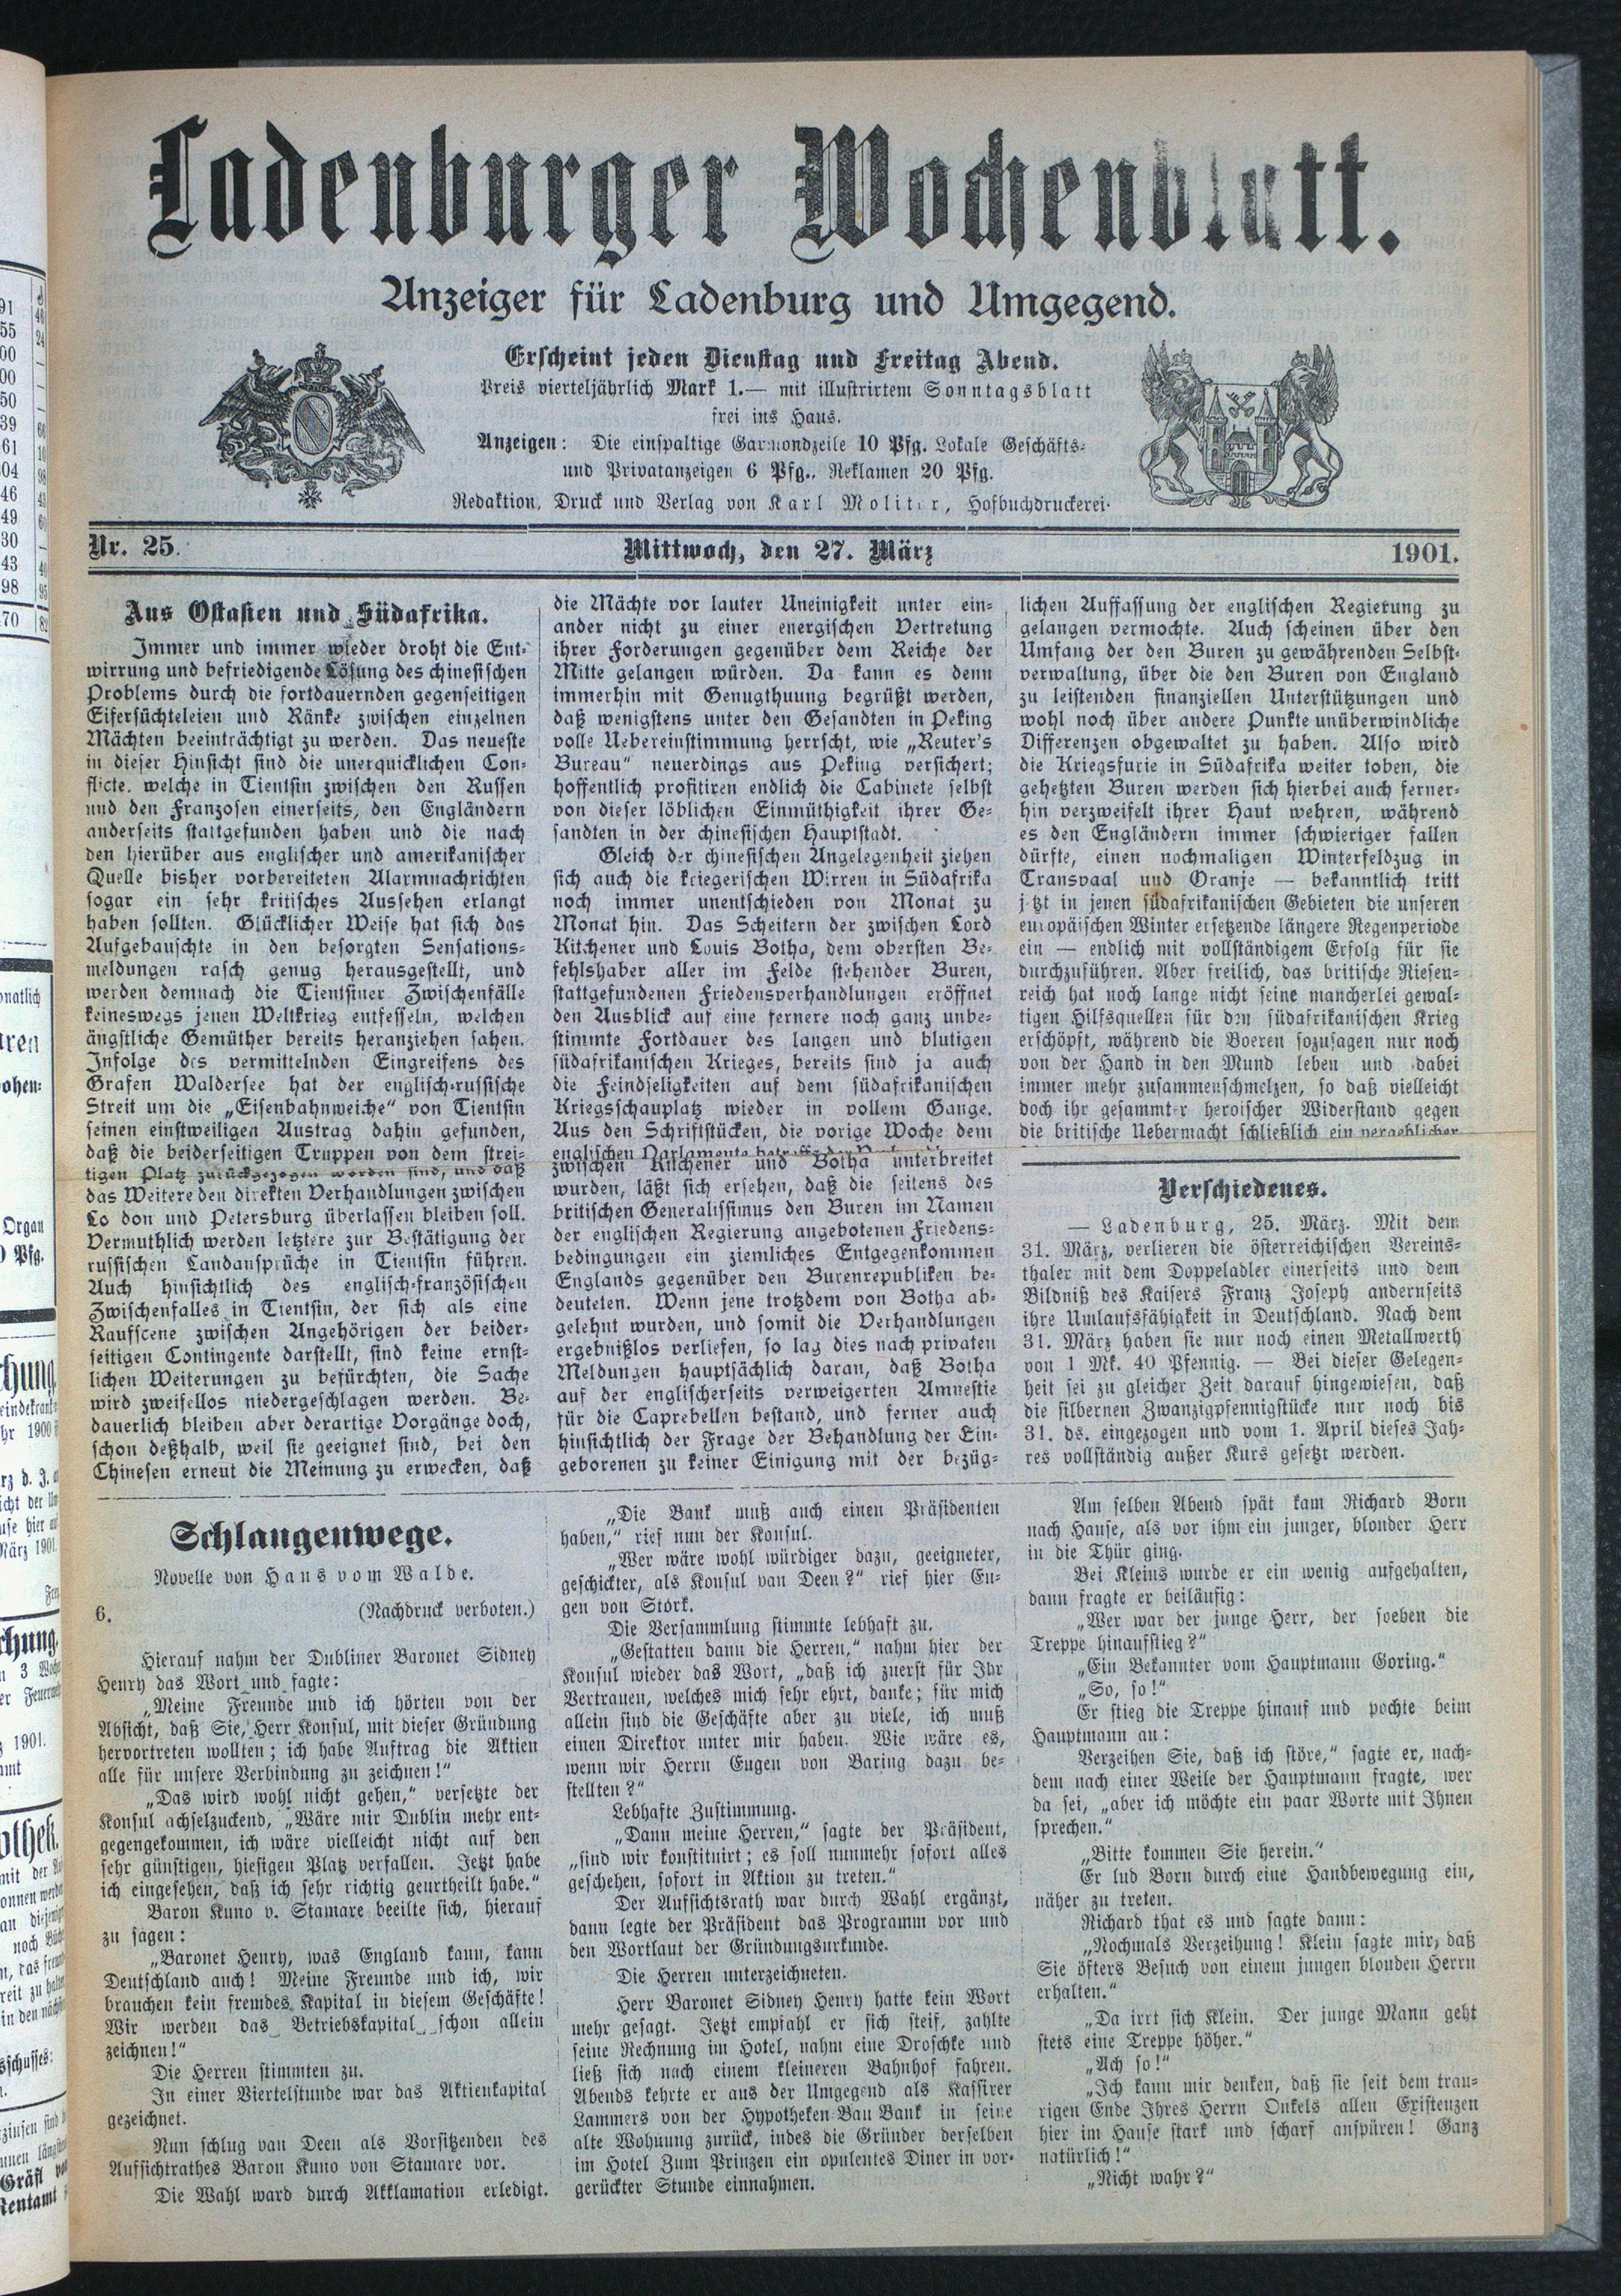 Ladenburger Wochenblatt.
Anzeiger für Ladenburg und Umgegend.
Erscheint jeden Dienstag und Freitag Abend.
Preis vierteljährlich Mark 1.— mit illustrirtem Sonntagsblatt
frei ins Haus.
Anzeigen: Die einspaltige Garmondzeile 10 Pfg. Lokale Geschäfts-
und Privatanzeigen 6 Pfg., Reklamen 20 Pfg.
Redaktion, Druck und Verlag von Karl Molitor, Hofbuchdruckerei.
Nr. 25. Mittwoch, den 27. März 1901.
Aus Ostasien und Südafrika.
Immer und immer wieder droht die Ent-
wirrung und befriedigende Lösung des chinesischen
Problems durch die fortdauernden gegenseitigen
Eifersüchteleien und Ränke zwischen einzelnen
Mächten beeinträchtigt zu werden. Das neueste
in dieser Hinsicht sind die unerquicklichen Con-
flicte. welche in Tientsin zwischen den Russen
und den Franzosen einerseits, den Engländern
anderseits stattgefunden haben und die nach
den hierüber aus englischer und amerikanischer
Quelle bisher vorbereiteten Alarmnachrichten
sogar ein sehr kritisches Aussehen erlangt
haben sollten. Glücklicher Weise hat sich das
Aufgebauschte in den besorgten Sensations-
meldungen rasch genug herausgestellt, und
werden demnach die Tientsiner Zwischenfälle
keineswegs jenen Weltkrieg entfesseln, welchen
ängstliche Gemüther bereits heranziehen sahen.
Infolge des vermittelnden Eingreifens des
Grafen Waldersee hat der englisch-russische
Streit um die „Eisenbahnweiche“ von Tientsin
seinen einstweiligen Austrag dahin gefunden,
daß die beiderseitigen Truppen von dem strei-
tigen Platz zurückgezogen worden sind, und daß
das Weitere den direkten Verhandlungen zwischen
Lo don und Petersburg überlassen bleiben soll.
Vermuthlich werden letztere zur Bestätigung der
russischen Landansprüche in Tientsin führen.
Auch hinsichtlich des englisch-französischen
Zwischenfalles in Tientsin, der sich als eine
Raufscene zwischen Angehörigen der beider-
seitigen Contingente darstellt, sind keine ernst-
lichen Weiterungen zu befürchten, die Sache
wird zweifellos niedergeschlagen werden. Be-
dauerlich bleiben aber derartige Vorgänge doch,
schon deßhalb, weil sie geeignet sind, bei den
Chinesen erneut die Meinung zu erwecken, daß
die Mächte vor lauter Uneinigkeit unter ein-
ander nicht zu einer energischen Vertretung
ihrer Forderungen gegenüber dem Reiche der
Mitte gelangen würden. Da kann es denn
immerhin mit Genugthuung begrüßt werden,
daß wenigstens unter den Gesandten in Peking
volle Uebereinstimmung herrscht, wie „Reuter's
Bureau“ neuerdings aus Peking versichert;
hoffentlich profitiren endlich die Cabinete selbst
von dieser löblichen Einmüthigkeit ihrer Ge-
sandten in der chinesischen Hauptstadt.
Gleich der chinesischen Angelegenheit ziehen
sich auch die kriegerischen Wirren in Südafrika
noch immer unentschieden von Monat zu
Monat hin. Das Scheitern der zwischen Lord
Kitchener und Louis Botha, dem obersten Be-
fehlshaber aller im Felde stehender Buren,
stattgefundenen Friedensverhandlungen eröffnet
den Ausblick auf eine fernere noch ganz unbe-
stimmte Fortdauer des langen und blutigen
südafrikanischen Krieges, bereits sind ja auch
die Feindseligkeiten auf dem südafrikanischen
Kriegsschauplatz wieder in vollem Gange.
Aus den Schriftstücken, die vorige Woche dem
englischen Parlamente betreffs der
zwischen Kitchener und Botha unterbreitet
wurden, läßt sich ersehen, daß die seitens des
britischen Generalissimus den Buren im Namen
der englischen Regierung angebotenen Friedens-
bedingungen ein ziemliches Entgegenkommen
Englands gegenüber den Burenrepubliken be-
deuteten. Wenn jene trotzdem von Botha ab-
gelehnt wurden, und somit die Verhandlungen
ergebnißlos verliefen, so lag dies nach privaten
Meldungen hauptsächlich daran, daß Botha
auf der englischerseits verweigerten Amnestie
für die Caprebellen bestand, und ferner auch
hinsichtlich der Frage der Behandlung der Ein-
geborenen zu keiner Einigung mit der bezüg-
lichen Auffassung der englischen Regierung zu
gelangen vermochte. Auch scheinen über den
Umfang der den Buren zu gewährenden Selbst-
verwaltung, über die den Buren von England
zu leistenden finanziellen Unterstützungen und
wohl noch über andere Punkte unüberwindliche
Differenzen obgewaltet zu haben. Also wird
die Kriegsfurie in Südafrika weiter toben, die
gehetzten Buren werden sich hierbei auch ferner-
hin verzweifelt ihrer Haut wehren, während
es den Engländern immer schwieriger fallen
dürfte, einen nochmaligen Winterfeldzug in
Transvaal und Oranje — bekanntlich tritt
j tzt in jenen südafrikanischen Gebieten die unseren
europäischen Winter ersetzende längere Regenperiode
ein — endlich mit vollständigem Erfolg für sie
durchzuführen. Aber freilich, das britische Riesen-
reich hat noch lange nicht seine mancherlei gewal-
tigen Hilfsquellen für den südafrikanischen Krieg
erschöpft, während die Boeren sozusagen nur noch
von der Hand in den Mund leben und dabei
immer mehr zusammenschmelzen, so daß vielleicht
doch ihr gesammter heroischer Widerstand gegen
die britische Uebermacht schließlich ein vergeblicher
Verschiedenes.
— Ladenburg, 25. März. Mit dem
31. März, verlieren die österreichischen Vereins-
thaler mit dem Doppeladler einerseits und dem
Bildniß des Kaisers Franz Joseph andernseits
ihre Umlaufsfähigkeit in Deutschland. Nach dem
31. März haben sie nur noch einen Metallwerth
von 1 Mk. 40 Pfennig. — Bei dieser Gelegen-
heit sei zu gleicher Zeit darauf hingewiesen, daß
die silbernen Zwanzigpfennigstücke nur noch bis
31. ds. eingezogen und vom 1. April dieses Jah-
res vollständig außer Kurs gesetzt werden.
Schlangenwege.
Novelle von Hans vom Walde.
6. (Nachdruck verboten.)
Hierauf nahm der Dubliner Baronet Sidney
Henry das Wort und sagte:
„Meine Freunde und ich hörten von der
Absicht, daß Sie, Herr Konsul, mit dieser Gründung
hervortreten wollten; ich habe Auftrag die Aktien
alle für unsere Verbindung zu zeichnen!“
„Das wird wohl nicht gehen,“ versetzte der
Konsul achselzuckend, „Wäre mir Dublin mehr ent-
gegengekommen, ich wäre vielleicht nicht auf den
sehr günstigen, hiesigen Platz verfallen. Jetzt habe
ich eingesehen, daß ich sehr richtig geurtheilt habe.“
Baron Kuno v. Stamare beeilte sich, hierauf
zu sagen:
„Baronet Henry, was England kann, kann
Deutschland auch! Meine Freunde und ich, wir
brauchen kein fremdes Kapital in diesem Geschäfte!
Wir werden das Betriebskapital schon allein
zeichnen!“
Die Herren stimmten zu.
In einer Viertelstunde war das Aktienkapital
gezeichnet.
Nun schlug van Deen als Vorsitzenden des
Aufsichtrathes Baron Kuno von Stamare vor.
Die Wahl ward durch Akklamation erledigt.
„Die Bank muß auch einen Präsidenten
haben,“ rief nun der Konsul.
„Wer wäre wohl würdiger dazu, geeigneter,
geschickter, als Konsul van Deen?“ rief hier Eu-
gen von Stork.
Die Versammlung stimmte lebhaft zu.
„Gestatten dann die Herren,“ nahm hier der
Konsul wieder das Wort, „daß ich zuerst für Ihr
Vertrauen, welches mich sehr ehrt, danke; für mich
allein sind die Geschäfte aber zu viele, ich muß
einen Direktor unter mir haben. Wie wäre es,
wenn wir Herrn Eugen von Baring dazu be-
stellten?“
Lebhafte Zustimmung.
„Dann meine Herren,“ sagte der Präsident,
„sind wir konstituirt; es soll nunmehr sofort alles
geschehen, sofort in Aktion zu treten.“
Der Aufsichtsrath war durch Wahl ergänzt,
dann legte der Präsident das Programm vor und
den Wortlaut der Gründungsurkunde.
Die Herren unterzeichneten.
Herr Baronet Sidney Henry hatte kein Wort
mehr gesagt. Jetzt empfahl er sich steif, zahlte
seine Rechnung im Hotel, nahm eine Droschke und
ließ sich nach einem kleineren Bahnhof fahren.
Abends kehrte er aus der Umgegend als Kassirer
Lammers von der Hypotheken-Bau Bank in seine
alte Wohnung zurück, indes die Gründer derselben
im Hotel Zum Prinzen ein opulentes Diner in vor-
gerückter Stunde einnahmen.
Am selben Abend spät kam Richard Born
nach Hause, als vor ihm ein junger, blonder Herr
in die Thür ging.
Bei Kleins wurde er ein wenig aufgehalten,
dann fragte er beiläufig:
„Wer war der junge Herr, der soeben die
Treppe hinaufstieg?“
„Ein Bekannter vom Hauptmann Goring.“
„So, so!“
Er stieg die Treppe hinauf und pochte beim
Hauptmann an:
Verzeihen Sie, daß ich störe,“ sagte er, nach-
dem nach einer Weile der Hauptmann fragte, wer
da sei, „aber ich möchte ein paar Worte mit Ihnen
sprechen.“
„Bitte kommen Sie herein.“
Er lud Born durch eine Handbewegung ein,
näher zu treten.
Richard that es und sagte dann:
„Nochmals Verzeihung! Klein sagte mir, daß
Sie öfters Besuch von einem jungen blonden Herrn
erhalten.“
„Da irrt sich Klein. Der junge Mann geht
stets eine Treppe höher.“
„Ach so!“
„Ich kann mir denken, daß sie seit dem trau-
rigen Ende Ihres Herrn Onkels allen Existenzen
hier im Hause stark und scharf anspüren! Ganz
natürlich!“
„Nicht wahr?“